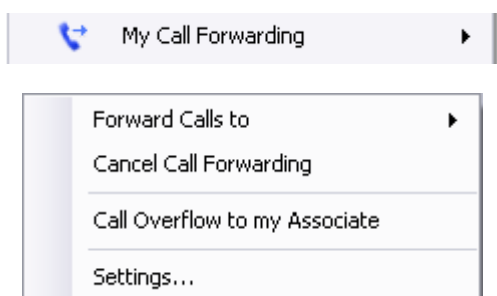 My Call Forwarding
Forward Calls to
Cancel Call Forwarding
Call Overflow to my Associate
Settings...